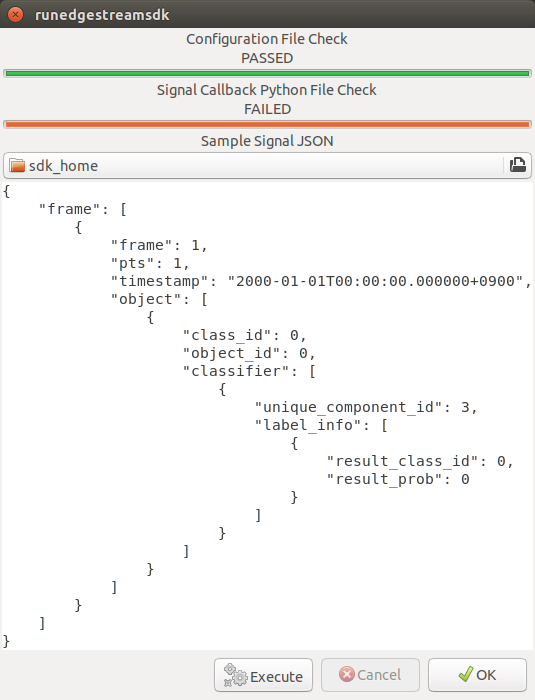 runedgestreamsdk
Configuration File Check
PASSED
Signal Callback Python File Check
FAILED
Sample Signal JSON
sdk_home
{
    "frame": [
        {
            "frame": 1,
            "pts": 1,
            "timestamp": "2000-01-01T00:00:00.000000+0900",
            "object": [
                {
                    "class_id": 0,
                    "object_id": 0,
                    "classifier": [
                        {
                            "unique_component_id": 3,
                            "label_info": [
                                {
                                    "result_class_id": 0,
                                    "result_prob": 0
                                }
                            ]
                        }
                    ]
                }
            ]
        }
    ]
}
Execute
Cancel
OK